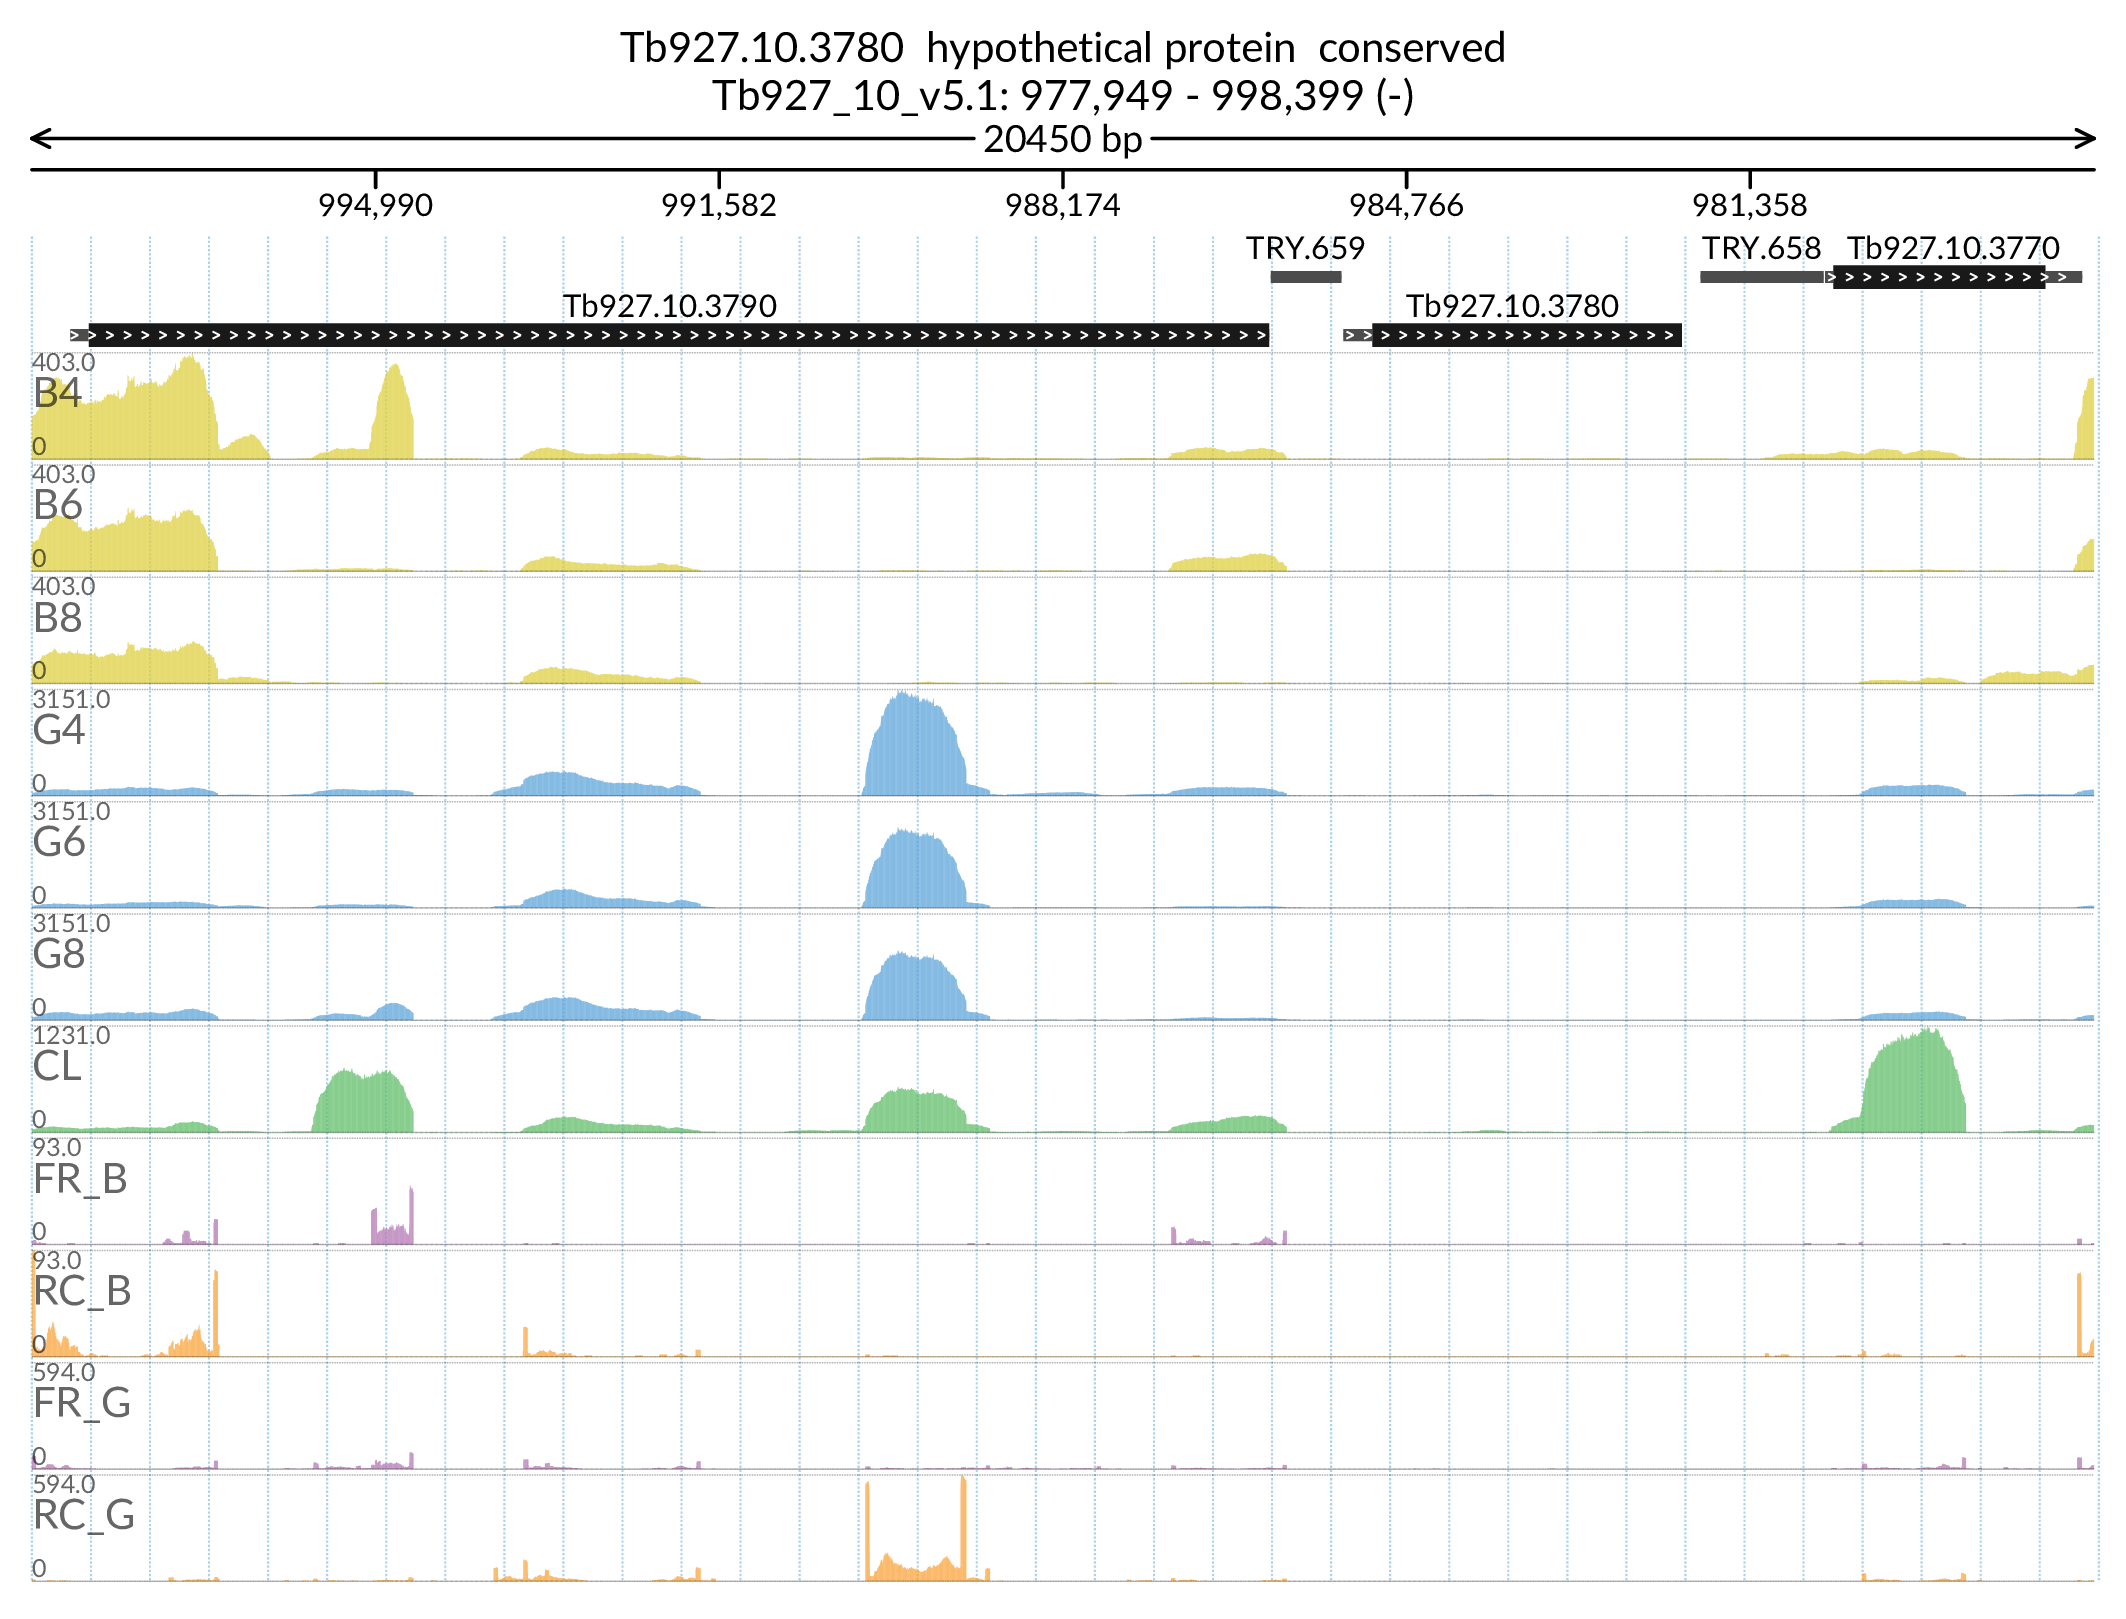 Tb927.10.3780 hypothetical protein conserved
Tb927_10_v5.1: 977,949 - 998,399 (-)
20450 bp
994,990 991,582 988,174 984,766 981,358
TRY.659 TRY.658 Tb927.10.3770
Tb927.10.3790 Tb927.10.3780
403.0
B4
0
403.0
B6
0
403.0
B8
0
3151.0
G4
0
3151.0
G6
0
3151.0
G8
0
1231.0
CL
0
93.0
FR_B
0
93.0
RC_B
0
594.0
FR_G
0
594.0
RC_G
0